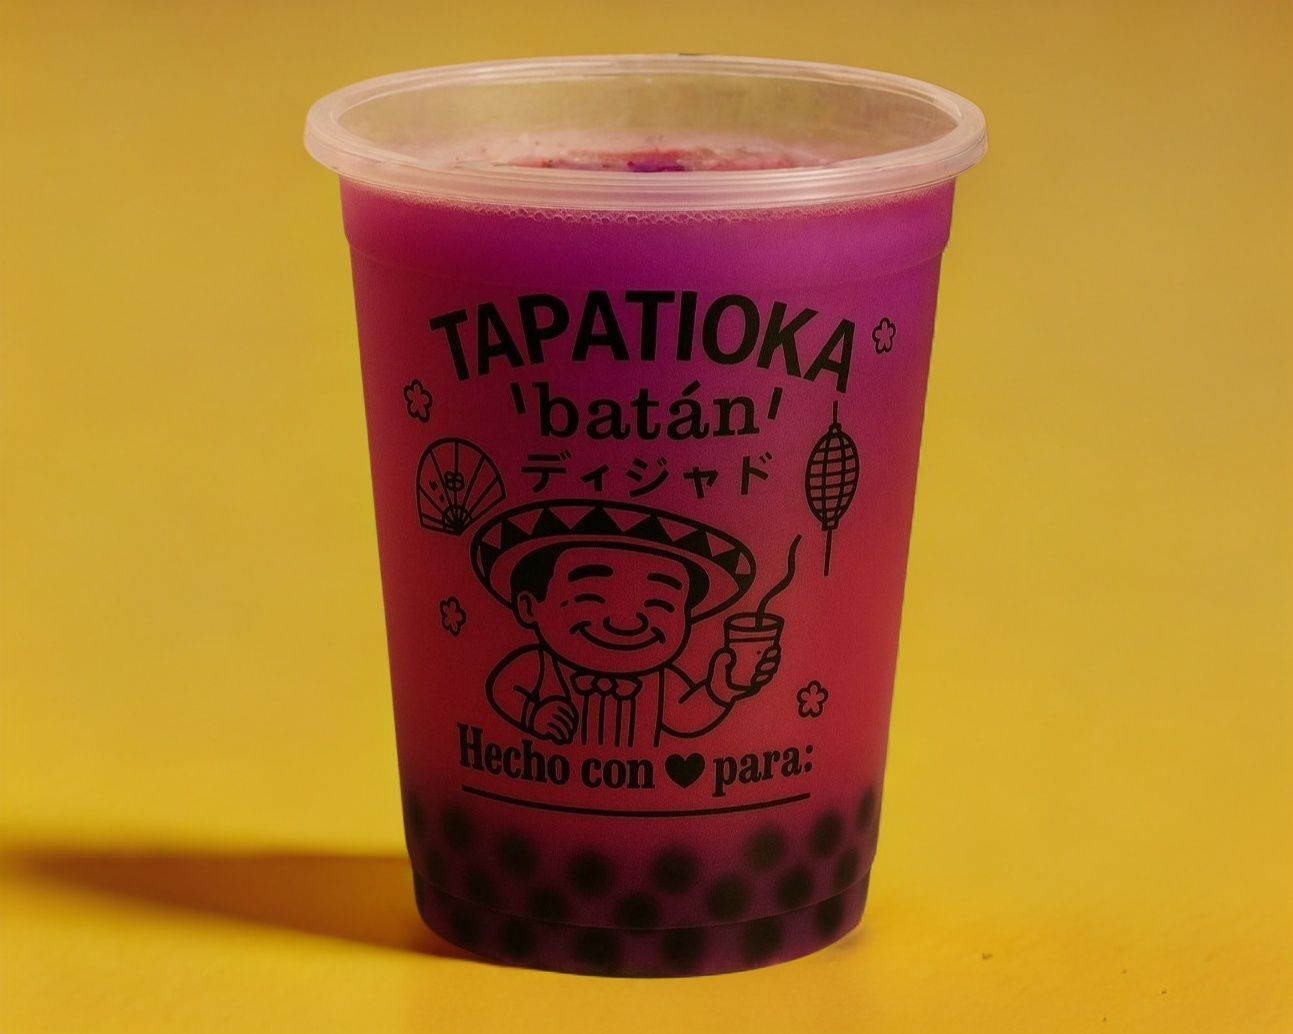 TAPATIOKA
'batán'
ディジャド
Hecho con ♥ para: